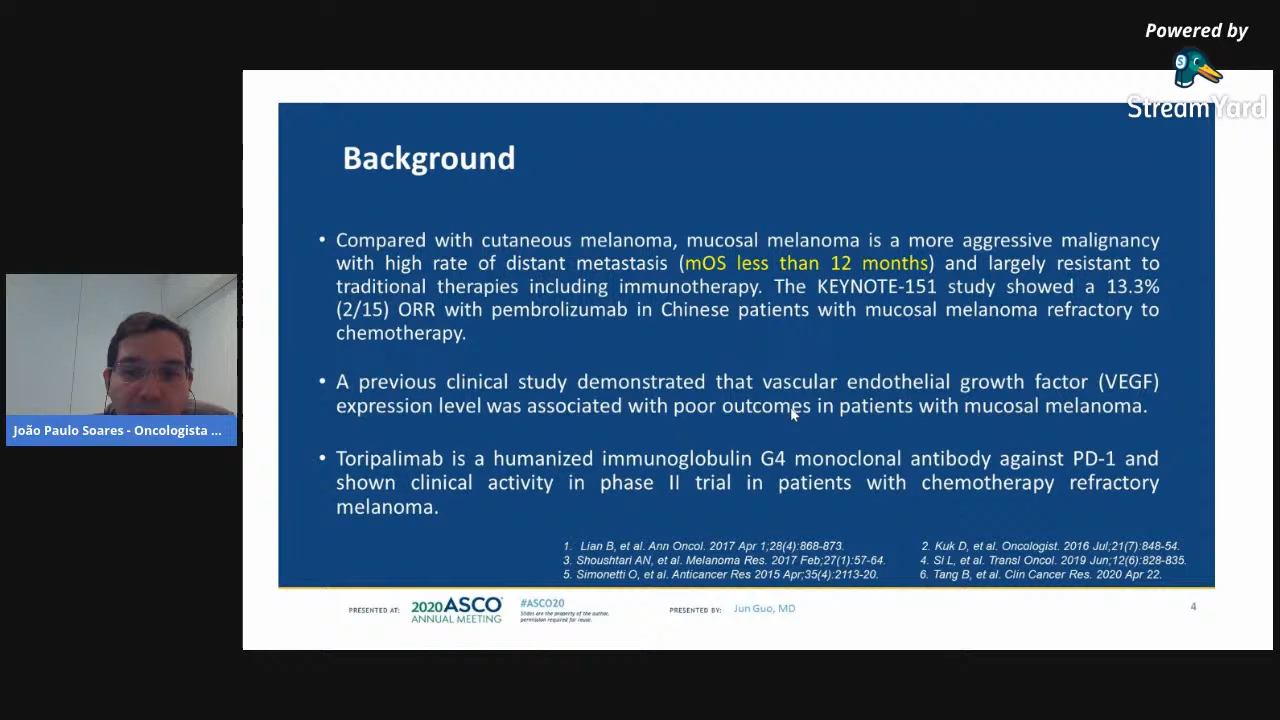 Powered by
StreamYard
Background
• Compared with cutaneous melanoma, mucosal melanoma is a more aggressive malignancy
with high rate of distant metastasis (mOS less than 12 months) and largely resistant to
traditional therapies including immunotherapy. The KEYNOTE-151 study showed a 13.3%
(2/15) ORR with pembrolizumab in Chinese patients with mucosal melanoma refractory to
chemotherapy.
• A previous clinical study demonstrated that vascular endothelial growth factor (VEGF)
expression level was associated with poor outcomes in patients with mucosal melanoma.
• Toripalimab is a humanized immunoglobulin G4 monoclonal antibody against PD-1 and
shown clinical activity in phase II trial in patients with chemotherapy refractory
melanoma.
João Paulo Soares - Oncologista ...
1. Lian B, et al. Ann Oncol. 2017 Apr 1;28(4):868-873. 2. Kuk D, et al. Oncologist. 2016 Jul;21(7):848-54.
3. Shoushtari AN, et al. Melanoma Res. 2017 Feb;27(1):57-64. 4. Si L, et al. Transl Oncol. 2019 Jun;12(6):828-835.
5. Simonetti O, et al. Anticancer Res 2015 Apr;35(4):2113-20. 6. Tang B, et al. Clin Cancer Res. 2020 Apr 22.
PRESENTED AT: 2020 ASCO ANNUAL MEETING
#ASCO20
Slides are the property of the author,
permission required for reuse.
PRESENTED BY: Jun Guo, MD
4